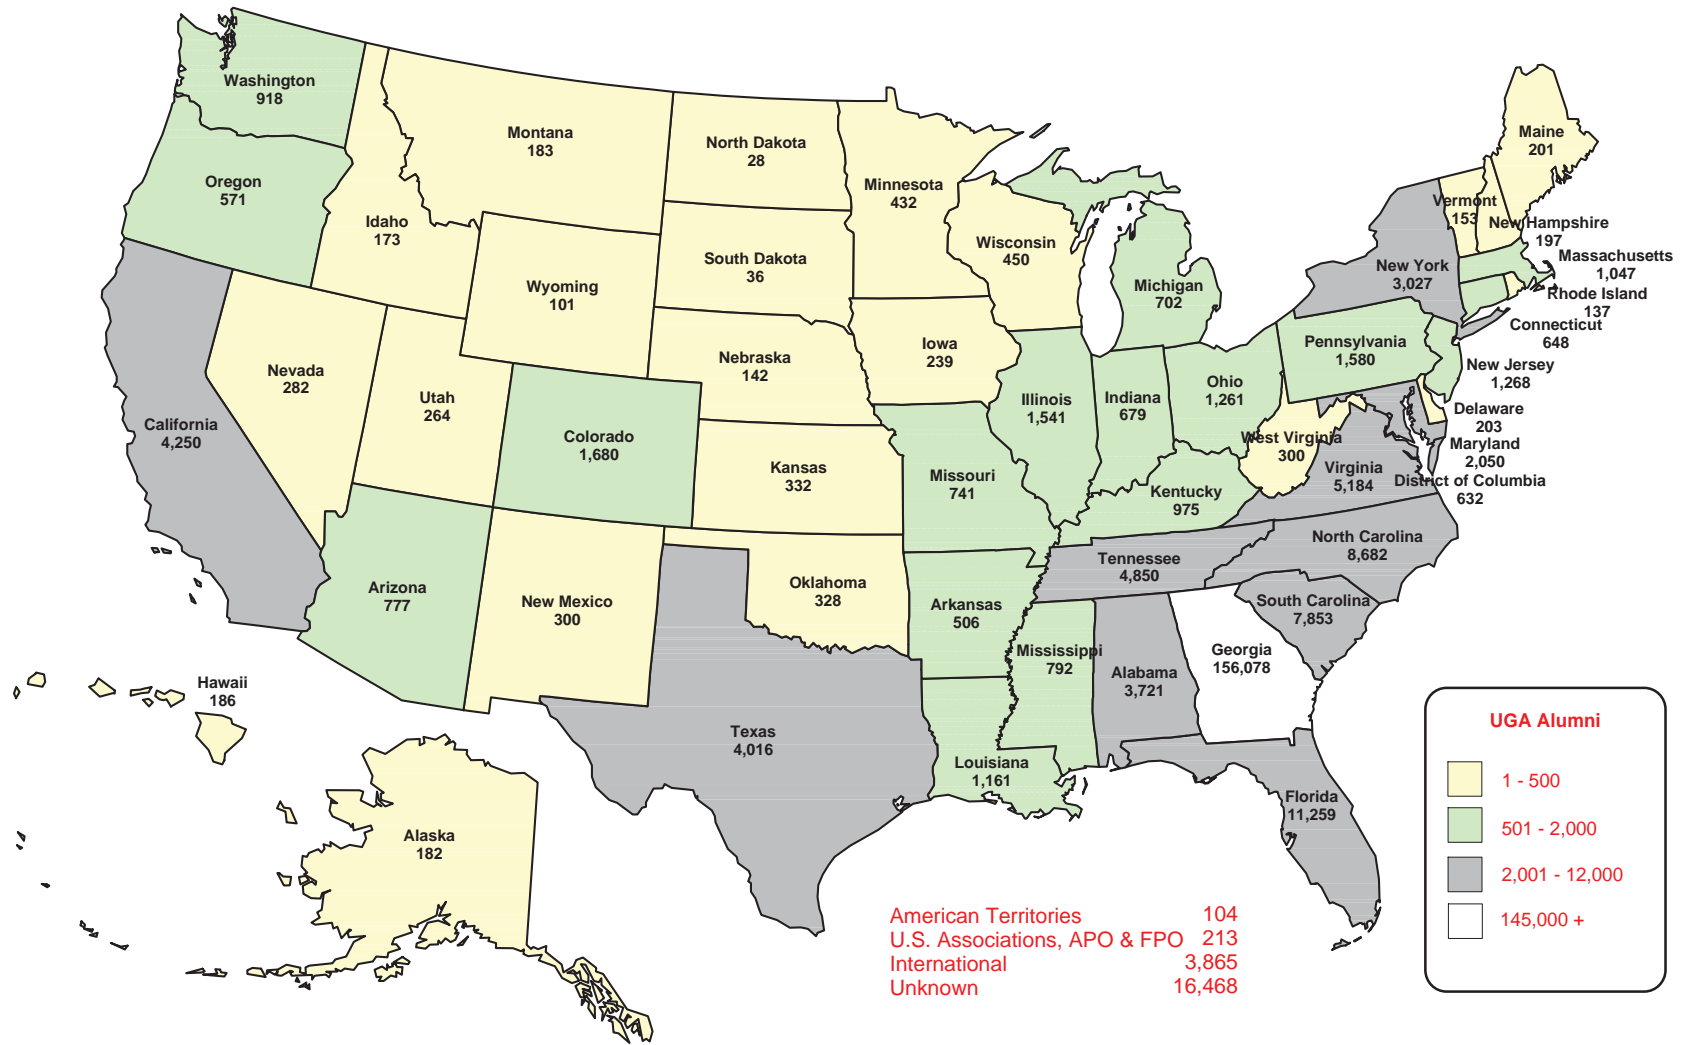 Washington
918
Oregon
571
California
4,250
Nevada
282
Idaho
173
Montana
183
Wyoming
101
Utah
264
Colorado
1,680
Arizona
777
New Mexico
300
North Dakota
28
South Dakota
36
Nebraska
142
Kansas
332
Oklahoma
328
Texas
4,016
Minnesota
432
Iowa
239
Missouri
741
Arkansas
506
Louisiana
1,161
Wisconsin
450
Illinois
1,541
Michigan
702
Indiana
679
Ohio
1,261
Kentucky
975
Tennessee
4,850
Mississippi
792
Alabama
3,721
Georgia
156,078
Florida
11,259
South Carolina
7,853
North Carolina
8,682
Virginia
5,184
West Virginia
300
Pennsylvania
1,580
New York
3,027
Maine
201
Vermont
153
New Hampshire
197
Massachusetts
1,047
Rhode Island
137
Connecticut
648
New Jersey
1,268
Delaware
203
Maryland
2,050
District of Columbia
632
Hawaii
186
Alaska
182
American Territories 104
U.S. Associations, APO & FPO 213
International 3,865
Unknown 16,468
UGA Alumni
1 - 500
501 - 2,000
2,001 - 12,000
145,000 +